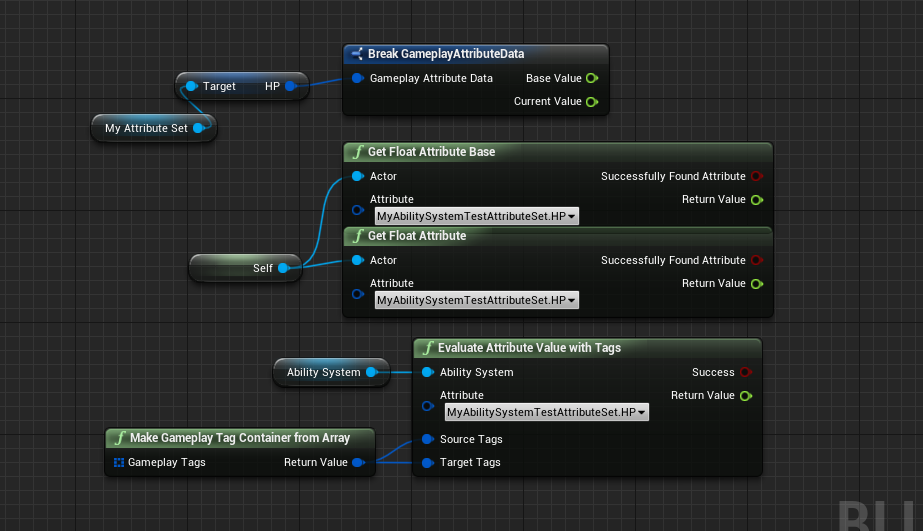 Break GameplayAttributeData
Target HP
Gameplay Attribute Data Base Value
Current Value
My Attribute Set
Get Float Attribute Base
Actor Successfully Found Attribute
Attribute Return Value
MyAbilitySystemTestAttributeSet.HP
Get Float Attribute
Self
Actor Successfully Found Attribute
Attribute Return Value
MyAbilitySystemTestAttributeSet.HP
Evaluate Attribute Value with Tags
Ability System
Ability System Success
Attribute Return Value
MyAbilitySystemTestAttributeSet.HP
Make Gameplay Tag Container from Array
Source Tags
Gameplay Tags Return Value
Target Tags